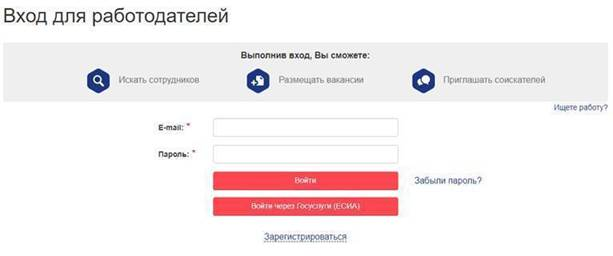 Вход для работодателей
Выполнив вход, Вы сможете:
Искать сотрудников Размещать вакансии Приглашать соискателей
Ищете работу?
E-mail: *
Пароль: *
Войти Забыли пароль?
Войти через Госуслуги (ЕСИА)
Зарегистрироваться